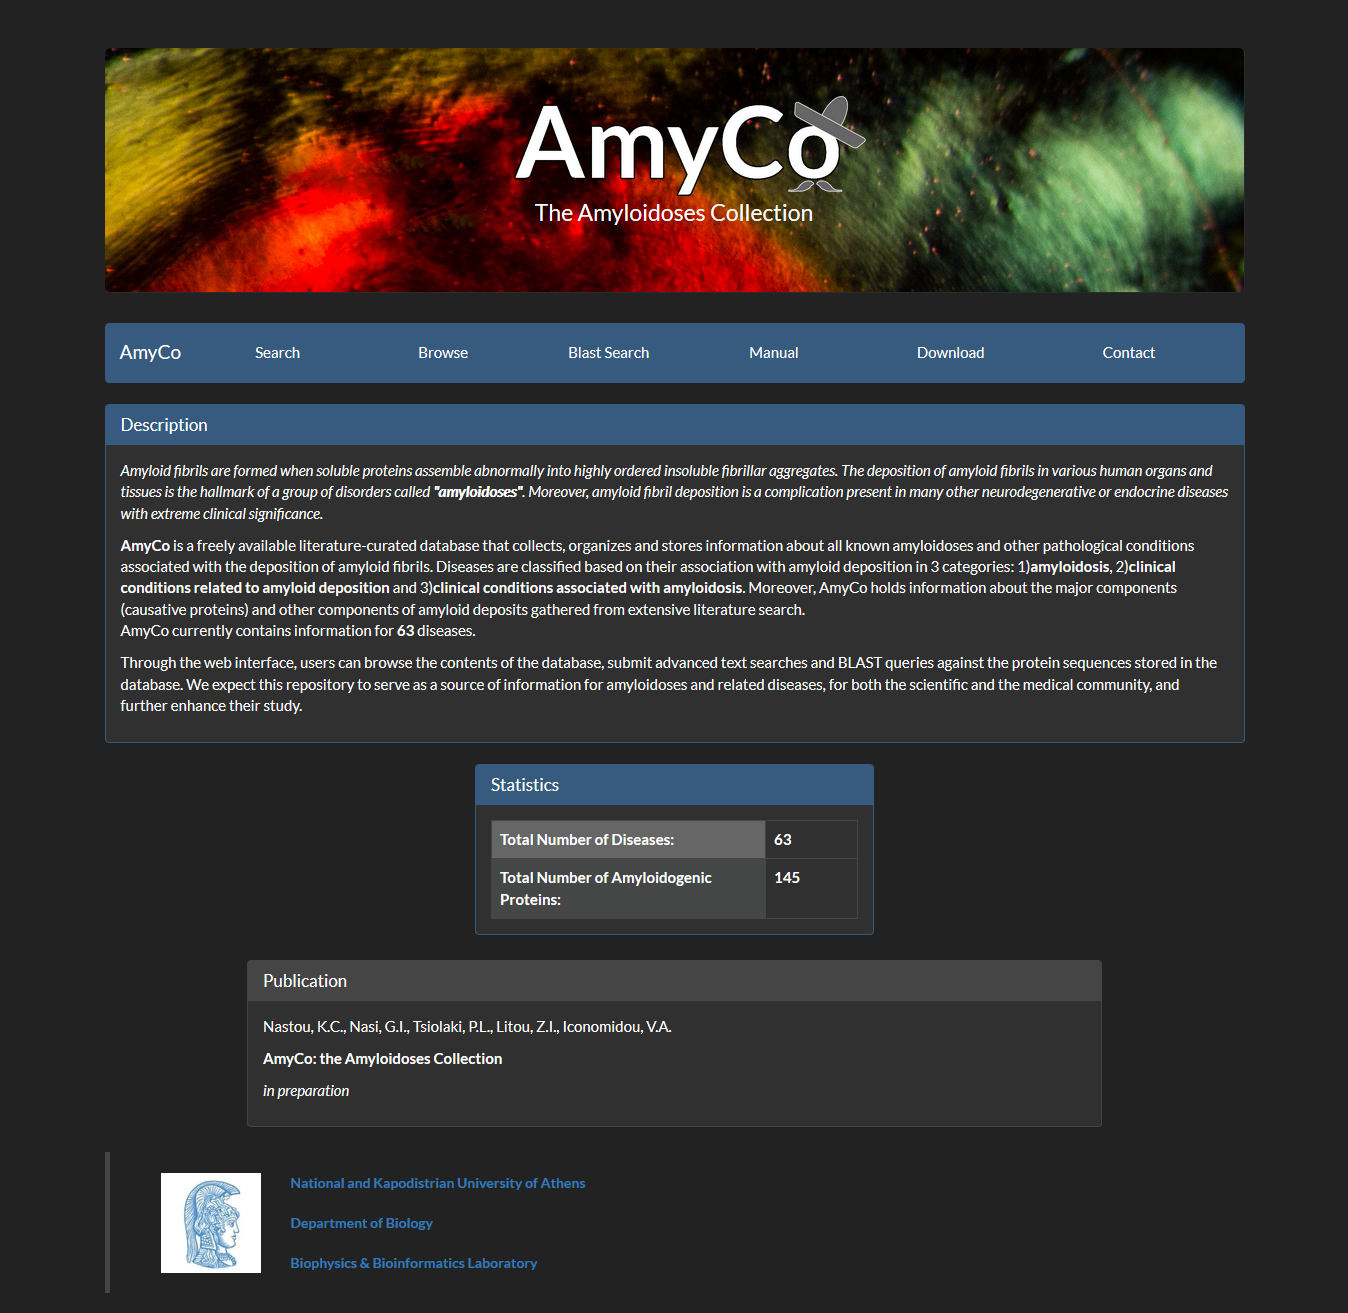 AmyCo
The Amyloidoses Collection
AmyCo Search Browse Blast Search Manual Download Contact
Description
Amyloid fibrils are formed when soluble proteins assemble abnormally into highly ordered insoluble fibrillar aggregates. The deposition of amyloid fibrils in various human organs and
tissues is the hallmark of a group of disorders called "amyloidoses". Moreover, amyloid fibril deposition is a complication present in many other neurodegenerative or endocrine diseases
with extreme clinical significance.
AmyCo is a freely available literature-curated database that collects, organizes and stores information about all known amyloidoses and other pathological conditions
associated with the deposition of amyloid fibrils. Diseases are classified based on their association with amyloid deposition in 3 categories: 1)amyloidosis, 2)clinical
conditions related to amyloid deposition and 3)clinical conditions associated with amyloidosis. Moreover, AmyCo holds information about the major components
(causative proteins) and other components of amyloid deposits gathered from extensive literature search.
AmyCo currently contains information for 63 diseases.
Through the web interface, users can browse the contents of the database, submit advanced text searches and BLAST queries against the protein sequences stored in the
database. We expect this repository to serve as a source of information for amyloidoses and related diseases, for both the scientific and the medical community, and
further enhance their study.
Statistics
Total Number of Diseases: 63
Total Number of Amyloidogenic 145
Proteins:
Publication
Nastou, K.C., Nasi, G.I., Tsiolaki, P.L., Litou, Z.I., Iconomidou, V.A.
AmyCo: the Amyloidoses Collection
in preparation
National and Kapodistrian University of Athens
Department of Biology
Biophysics & Bioinformatics Laboratory